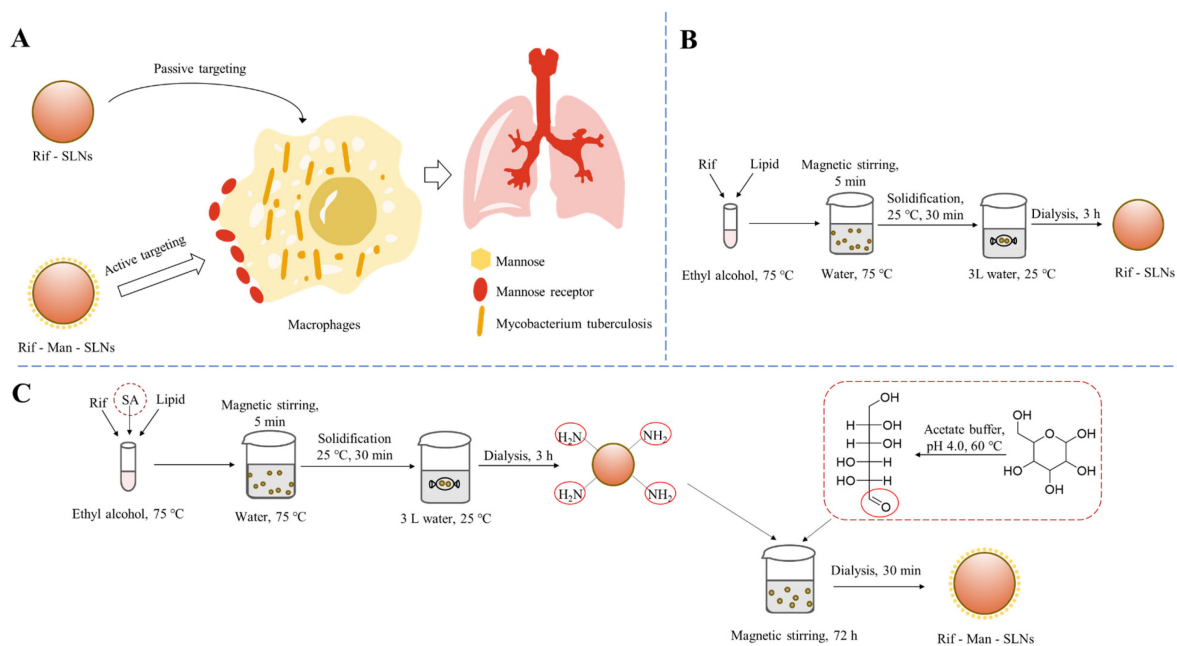 A
Passive targeting
Rif - SLNs
Active targeting
Rif - Man - SLNs
Macrophages
Mannose
Mannose receptor
Mycobacterium tuberculosis
B
Rif
Lipid
Ethyl alcohol, 75 ℃
Magnetic stirring,
5 min
Water, 75 ℃
Solidification,
25 ℃, 30 min
3L water, 25 ℃
Dialysis, 3 h
Rif - SLNs
C
Rif
SA
Lipid
Ethyl alcohol, 75 ℃
Magnetic stirring,
5 min
Water, 75 ℃
Solidification
25 ℃, 30 min
3 L water, 25 ℃
Dialysis, 3 h
H₂N
NH₂
H₂N
NH₂
OH
H
OH
H
OH
HO
H
HO
H
O
Acetate buffer,
pH 4.0, 60 ℃
HO
O
OH
HO
OH
OH
Magnetic stirring, 72 h
Dialysis, 30 min
Rif - Man - SLNs